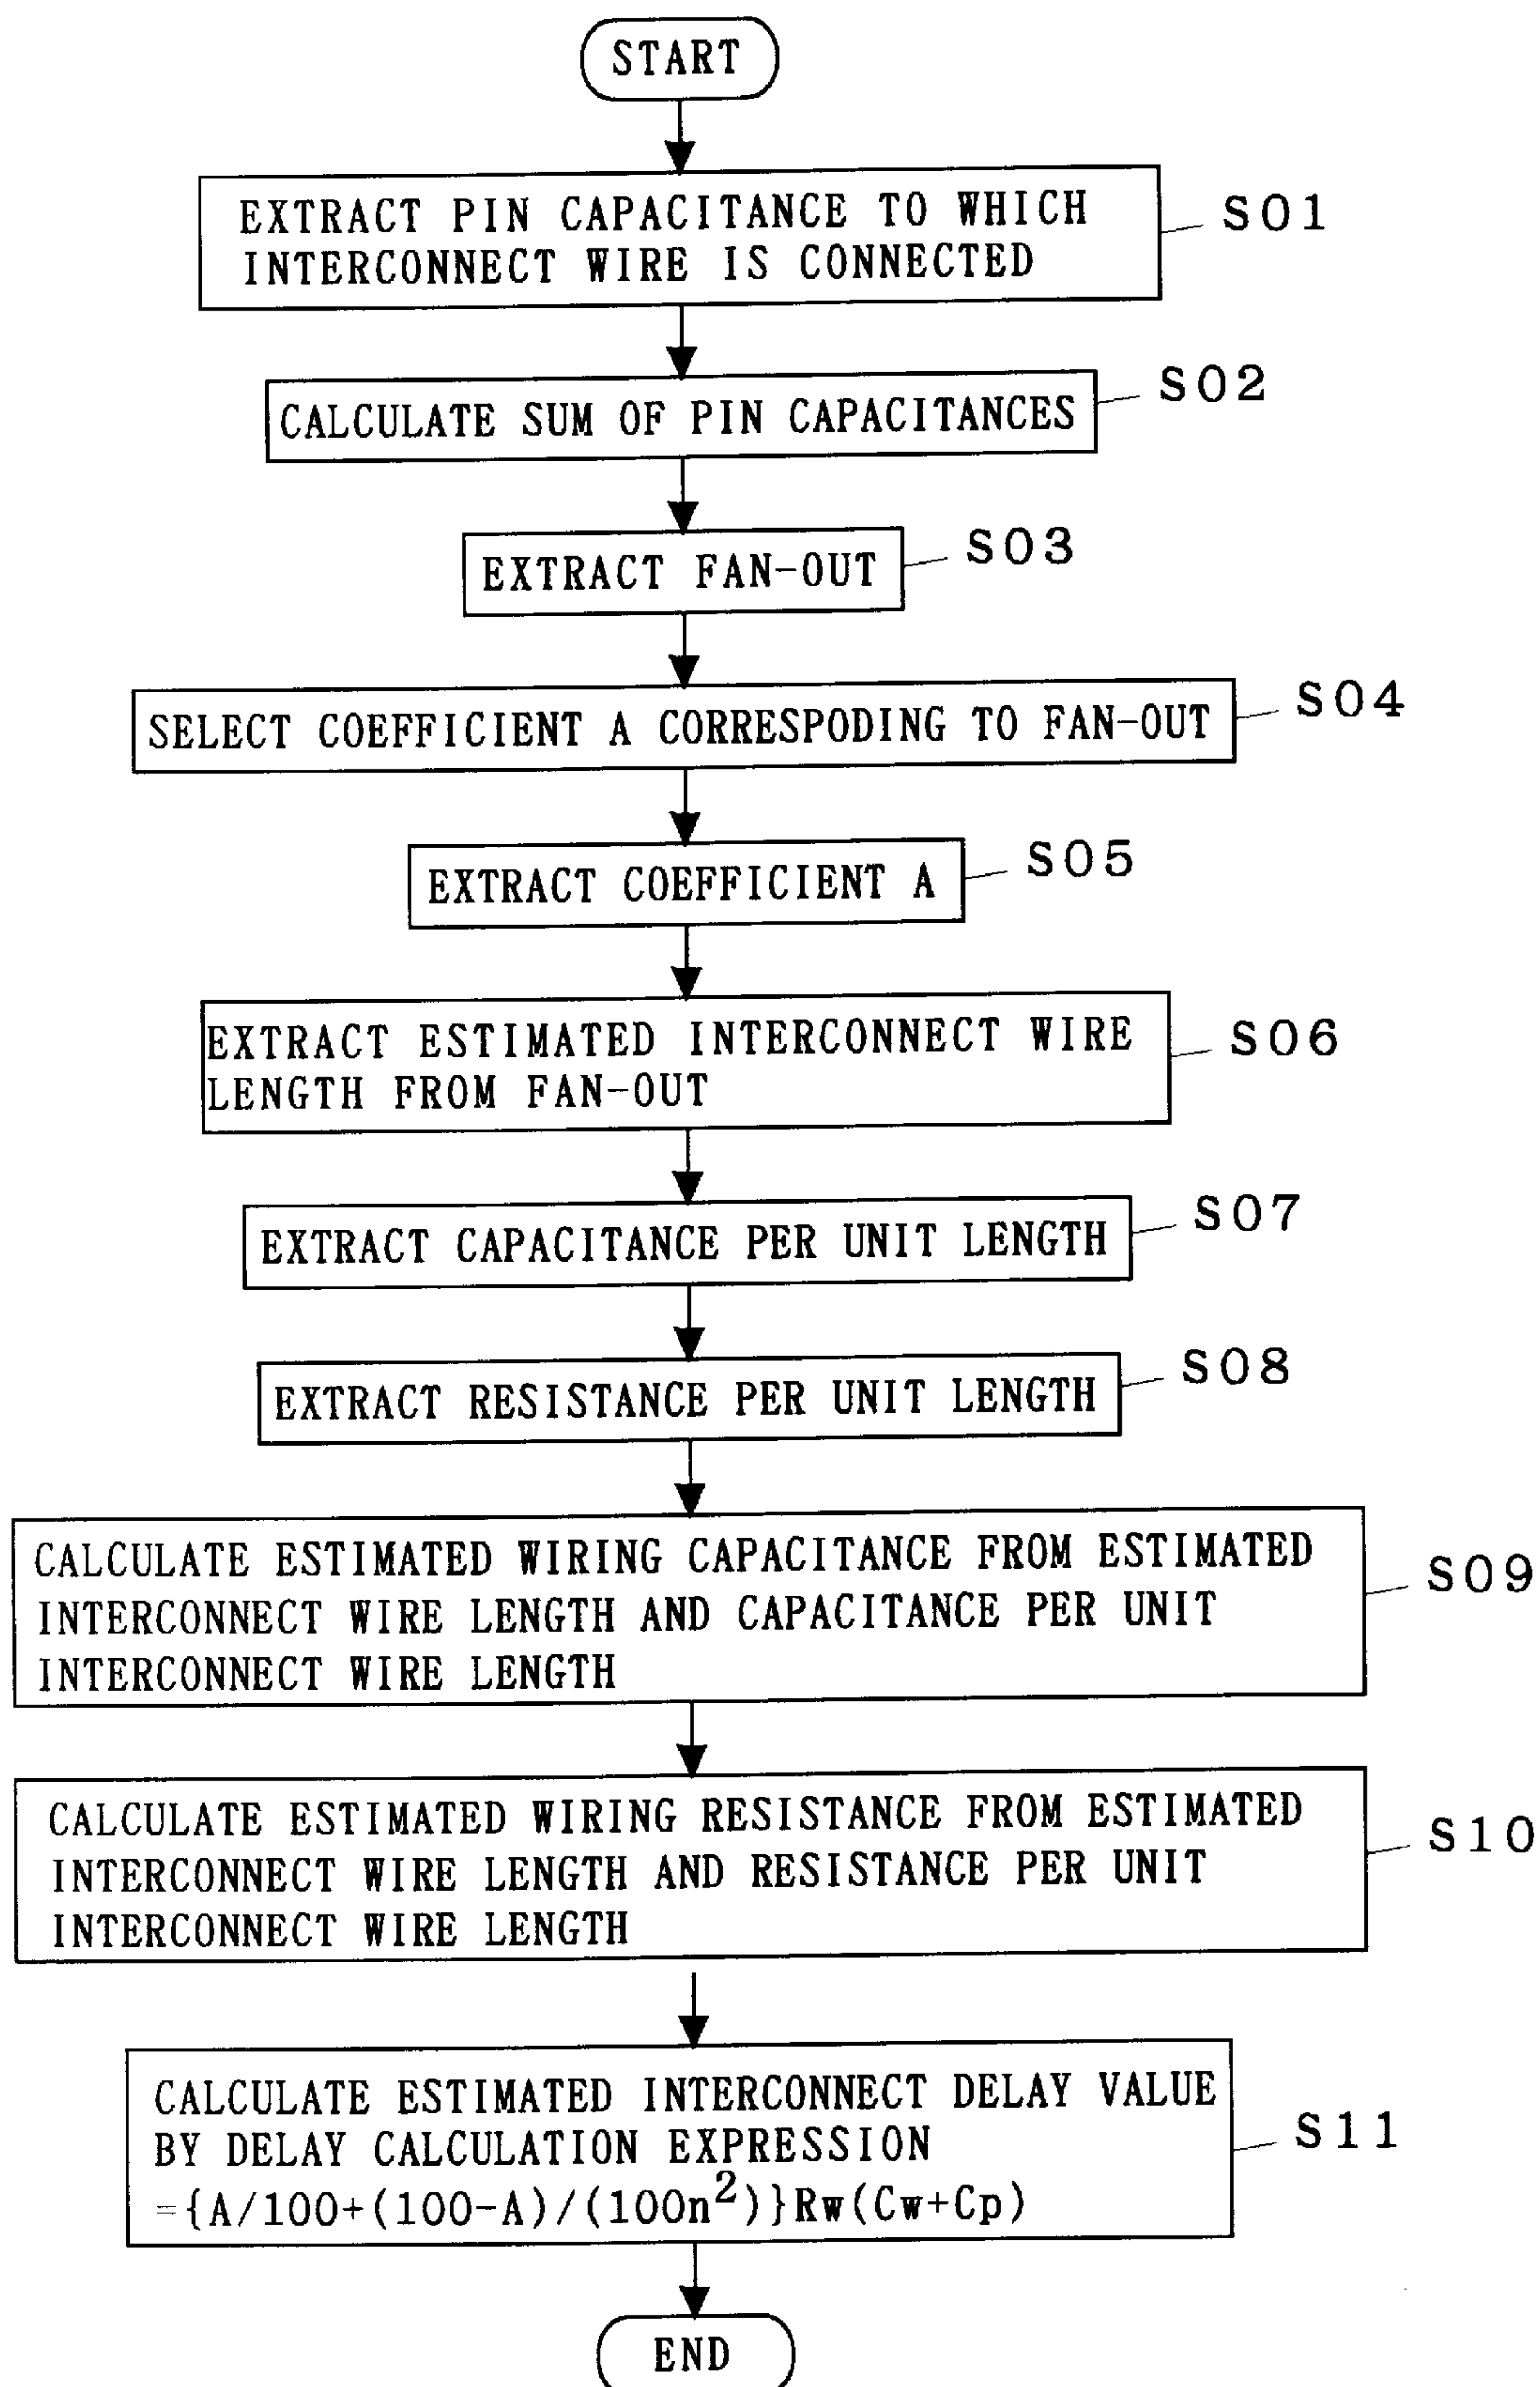 START
EXTRACT PIN CAPACITANCE TO WHICH
INTERCONNECT WIRE IS CONNECTED
S01
CALCULATE SUM OF PIN CAPACITANCES
S02
EXTRACT FAN-OUT
S03
SELECT COEFFICIENT A CORRESPODING TO FAN-OUT
S04
EXTRACT COEFFICIENT A
S05
EXTRACT ESTIMATED INTERCONNECT WIRE
LENGTH FROM FAN-OUT
S06
EXTRACT CAPACITANCE PER UNIT LENGTH
S07
EXTRACT RESISTANCE PER UNIT LENGTH
S08
CALCULATE ESTIMATED WIRING CAPACITANCE FROM ESTIMATED
INTERCONNECT WIRE LENGTH AND CAPACITANCE PER UNIT
INTERCONNECT WIRE LENGTH
S09
CALCULATE ESTIMATED WIRING RESISTANCE FROM ESTIMATED
INTERCONNECT WIRE LENGTH AND RESISTANCE PER UNIT
INTERCONNECT WIRE LENGTH
S10
CALCULATE ESTIMATED INTERCONNECT DELAY VALUE
BY DELAY CALCULATION EXPRESSION
={A/100+(100-A)/(100n²)}Rw(Cw+Cp)
S11
END